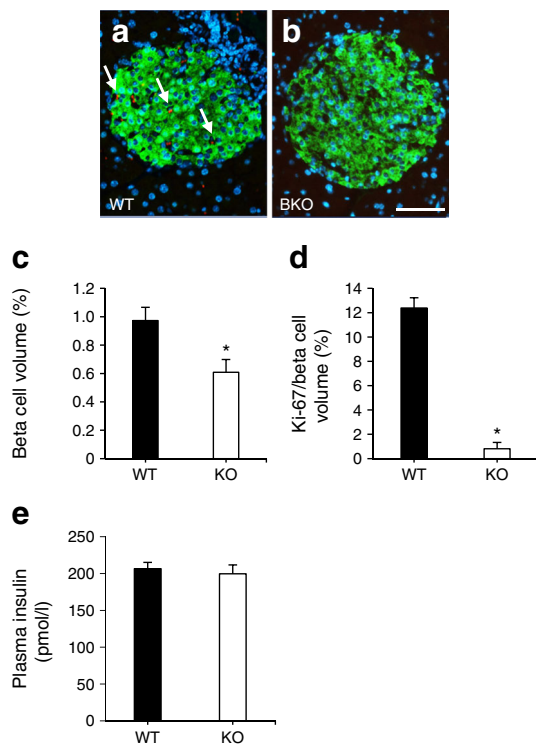 a
b
WT
BKO
c
d
Beta cell volume (%)
1.2
1.0
0.8
0.6
0.4
0.2
0
*
WT
KO
Ki-67/beta cell
volume (%)
14
12
10
8
6
4
2
0
*
WT
KO
e
Plasma insulin
(pmol/l)
250
200
150
100
50
0
WT
KO